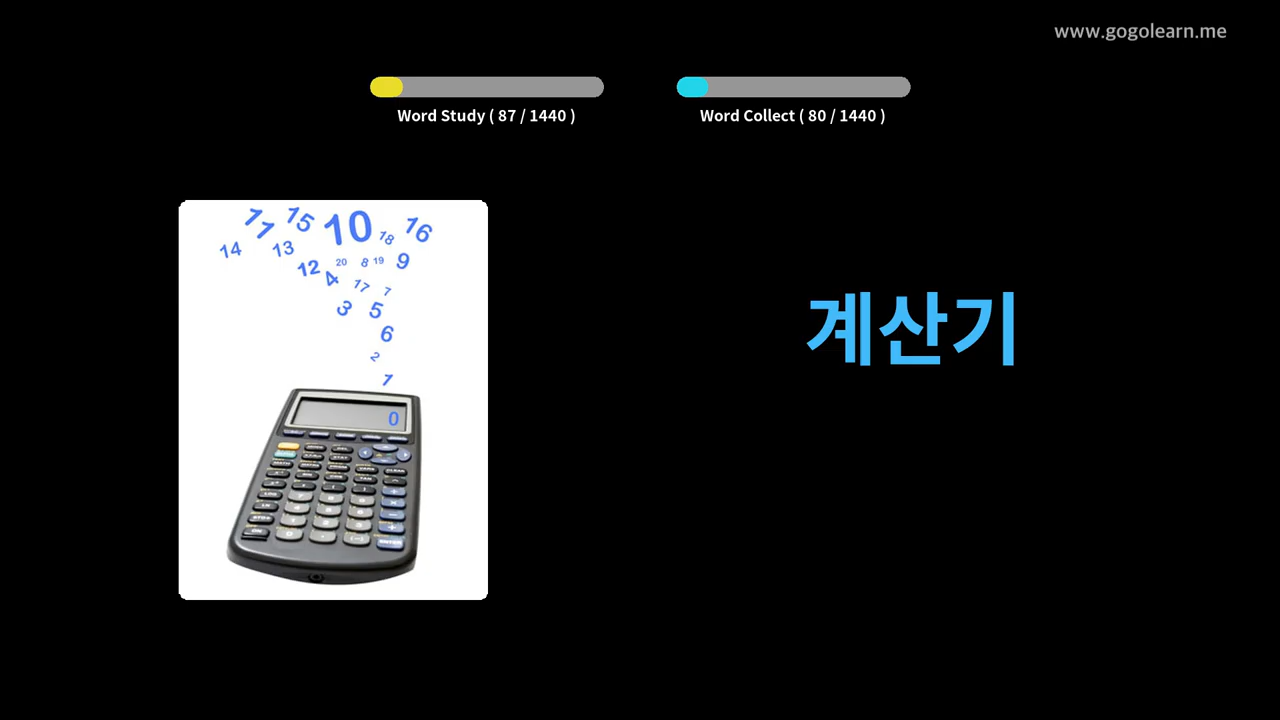 www.gogolearn.me
Word Study ( 87 / 1440 )
Word Collect ( 80 / 1440 )
계산기
11 15 10 18 16
14 13 12 20 8 19 9
4 17 7
3 5
6
2
1
0